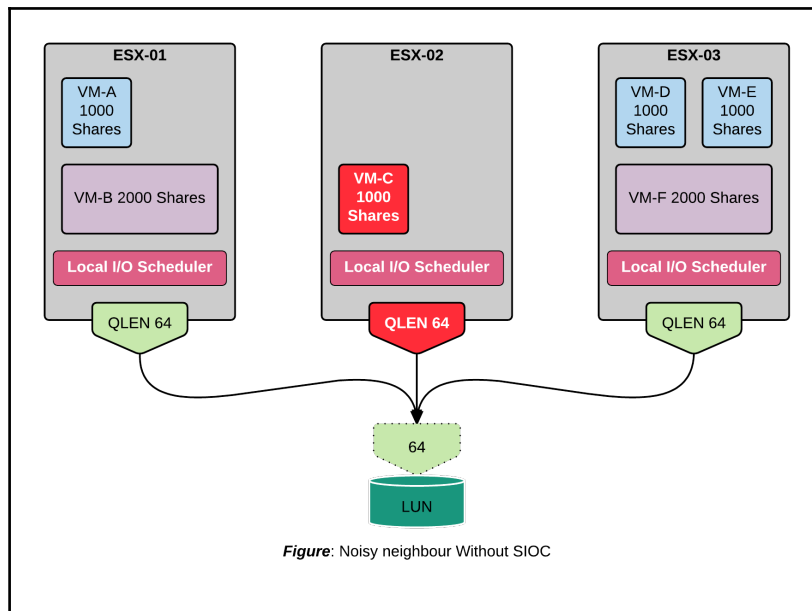 ESX-01
VM-A
1000
Shares
VM-B 2000 Shares
Local I/O Scheduler
QLEN 64
ESX-02
VM-C
1000
Shares
Local I/O Scheduler
QLEN 64
ESX-03
VM-D
1000
Shares
VM-E
1000
Shares
VM-F 2000 Shares
Local I/O Scheduler
QLEN 64
64
LUN
Figure: Noisy neighbour Without SIOC